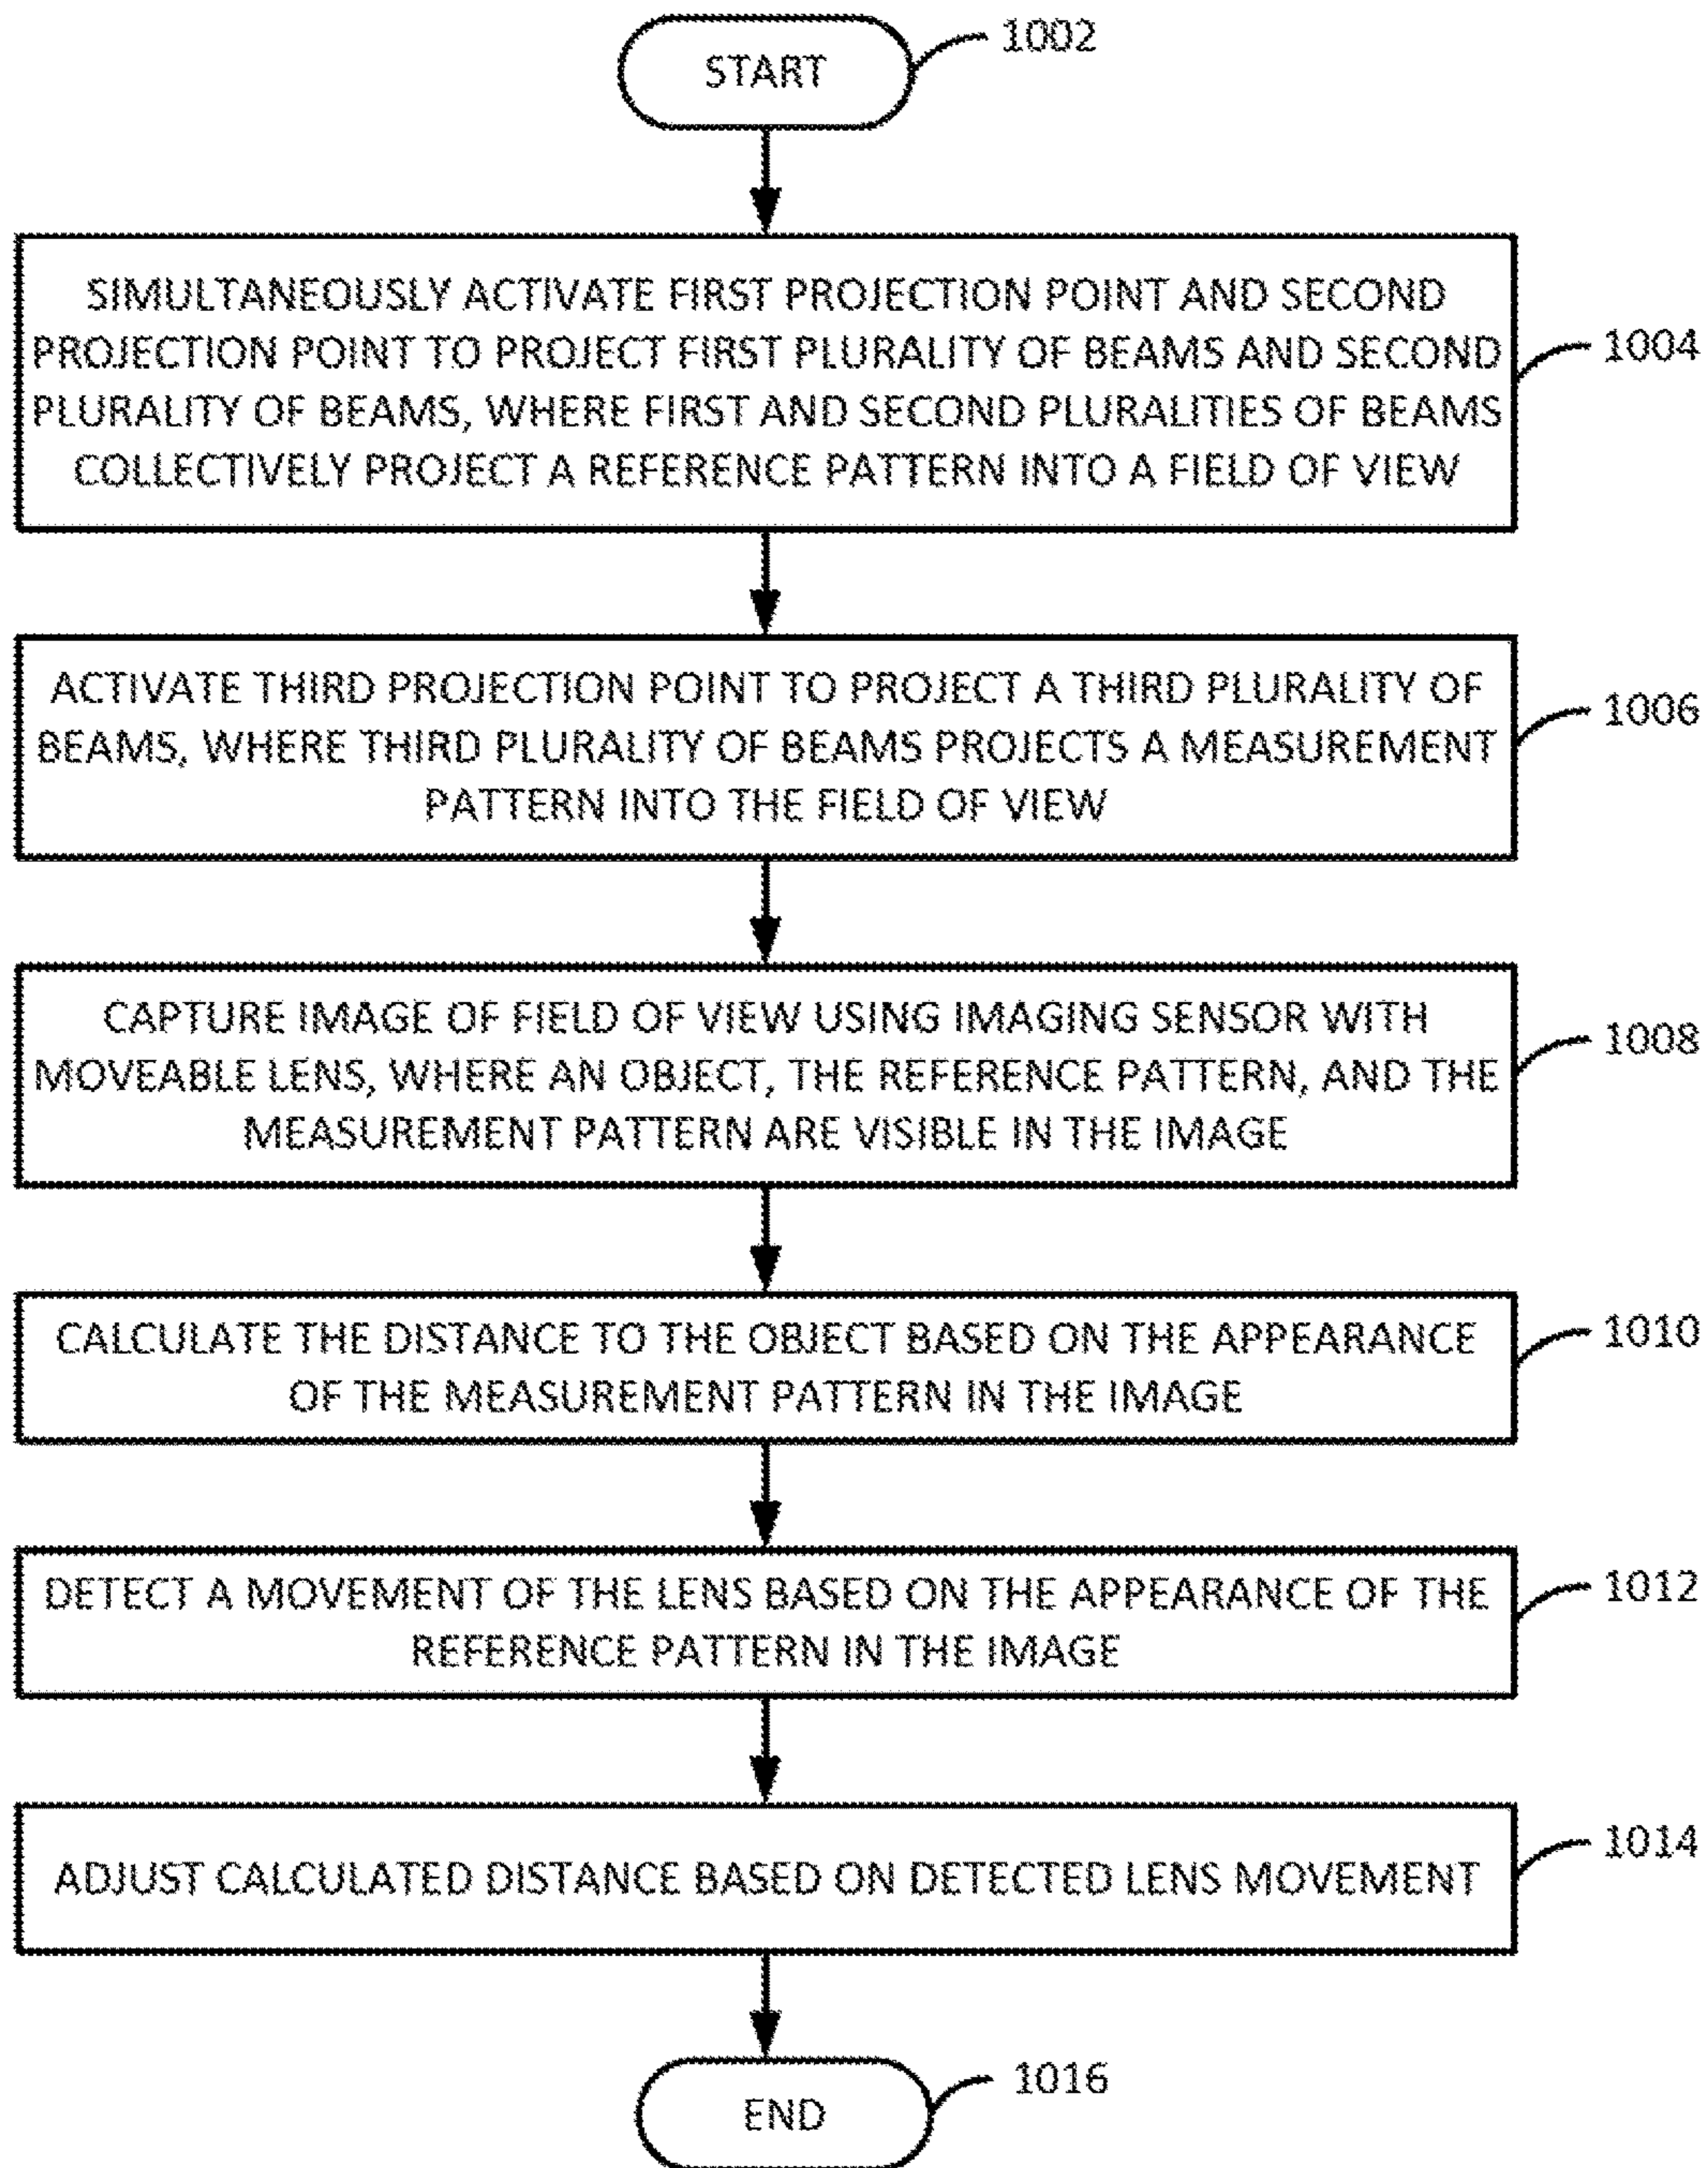 START
1002
SIMULTANEOUSLY ACTIVATE FIRST PROJECTION POINT AND SECOND
PROJECTION POINT TO PROJECT FIRST PLURALITY OF BEAMS AND SECOND
PLURALITY OF BEAMS, WHERE FIRST AND SECOND PLURALITIES OF BEAMS
COLLECTIVELY PROJECT A REFERENCE PATTERN INTO A FIELD OF VIEW
1004
ACTIVATE THIRD PROJECTION POINT TO PROJECT A THIRD PLURALITY OF
BEAMS, WHERE THIRD PLURALITY OF BEAMS PROJECTS A MEASUREMENT
PATTERN INTO THE FIELD OF VIEW
1006
CAPTURE IMAGE OF FIELD OF VIEW USING IMAGING SENSOR WITH
MOVEABLE LENS, WHERE AN OBJECT, THE REFERENCE PATTERN, AND THE
MEASUREMENT PATTERN ARE VISIBLE IN THE IMAGE
1008
CALCULATE THE DISTANCE TO THE OBJECT BASED ON THE APPEARANCE
OF THE MEASUREMENT PATTERN IN THE IMAGE
1010
DETECT A MOVEMENT OF THE LENS BASED ON THE APPEARANCE OF THE
REFERENCE PATTERN IN THE IMAGE
1012
ADJUST CALCULATED DISTANCE BASED ON DETECTED LENS MOVEMENT
1014
END
1016